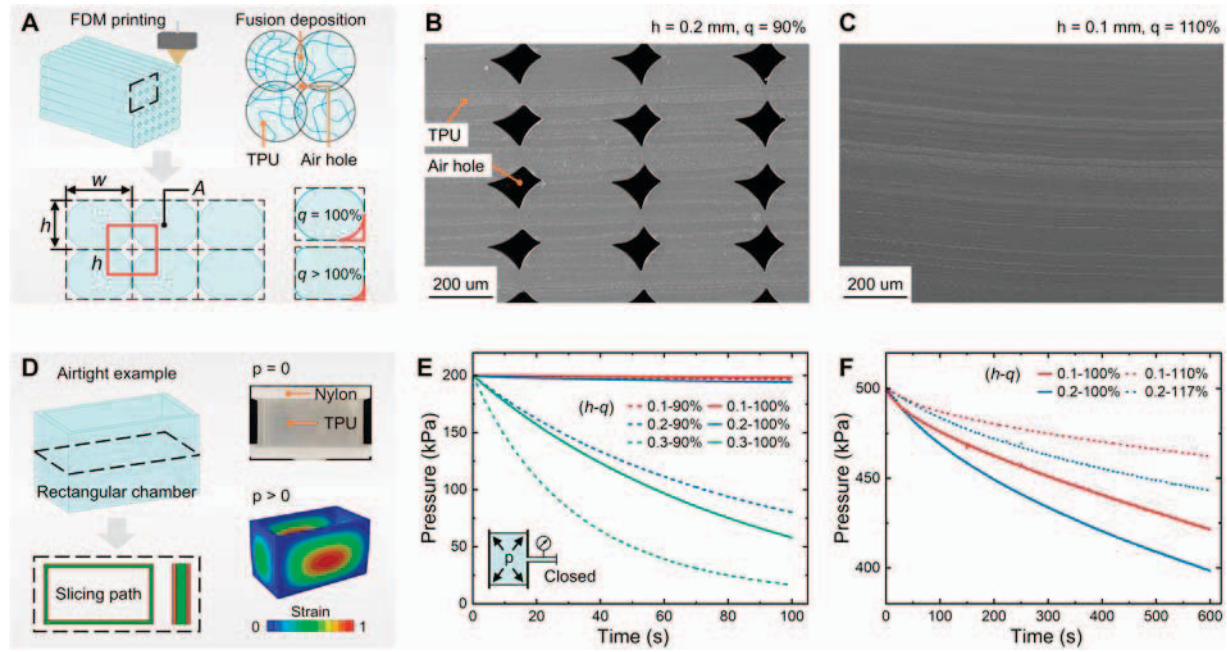 A
FDM printing
Fusion deposition
TPU
Air hole
w
A
h
h
q = 100%
q > 100%
B
h = 0.2 mm, q = 90%
TPU
Air hole
200 um
C
h = 0.1 mm, q = 110%
200 um
D
Airtight example
Rectangular chamber
Slicing path
p = 0
Nylon
TPU
p > 0
Strain
0
1
E
200
150
100
50
0
Pressure (kPa)
(h-q)
0.1-90%
0.1-100%
0.2-90%
0.2-100%
0.3-90%
0.3-100%
p
Closed
0
20
40
60
80
100
Time (s)
F
500
450
400
Pressure (kPa)
(h-q)
0.1-100%
0.1-110%
0.2-100%
0.2-117%
0
100
200
300
400
500
600
Time (s)